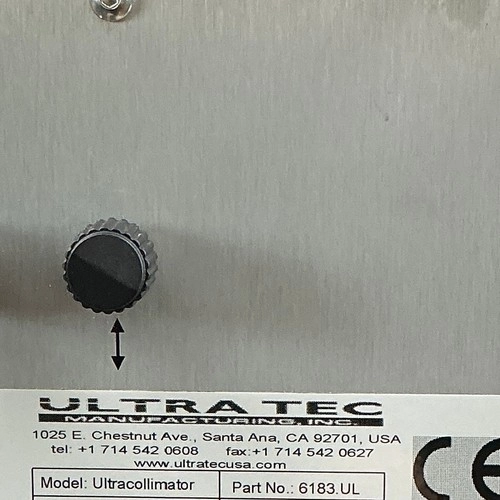 ULTRA TEC
MANUFACTURING, INC.
1025 E. Chestnut Ave., Santa Ana, CA 92701, USA
tel: +1 714 542 0608 fax:+1 714 542 0627
www.ultratecusa.com
Model: Ultracollimator Part No.: 6183.UL
CE